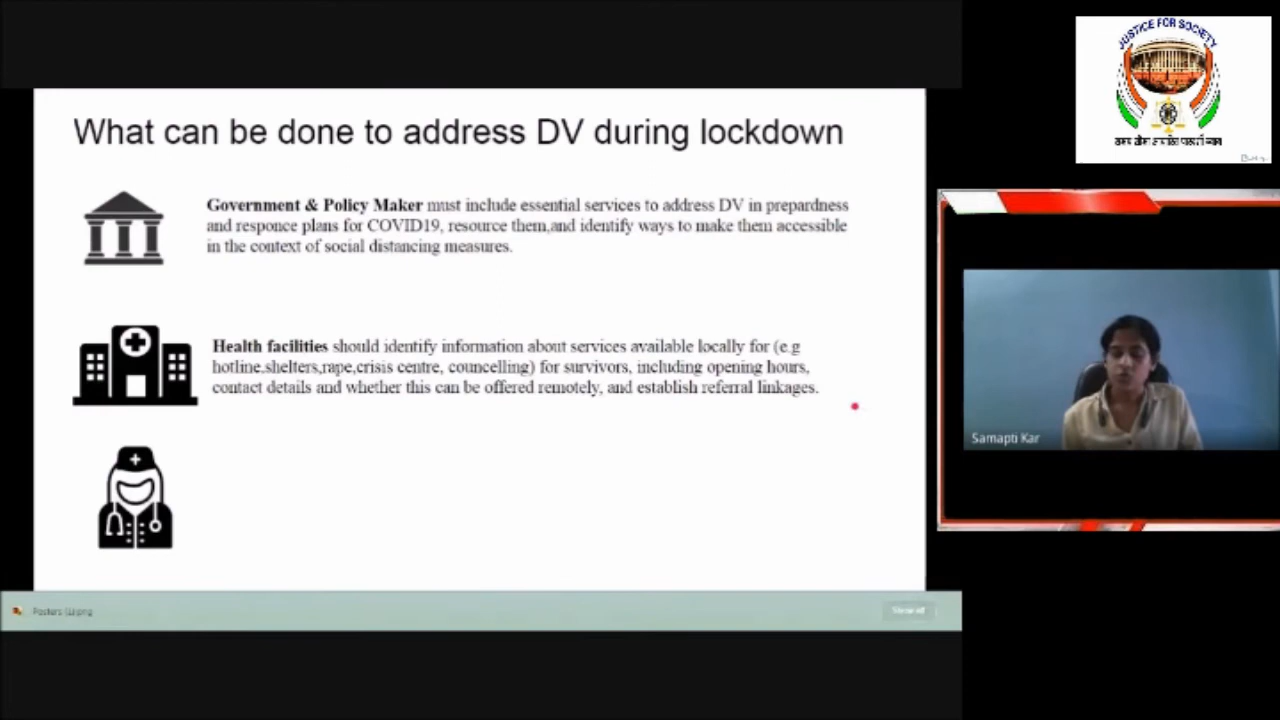 What can be done to address DV during lockdown
Government & Policy Maker must include essential services to address DV in prepardness
and responce plans for COVID19, resource them,and identify ways to make them accessible
in the context of social distancing measures.
Health facilities should identify information about services available locally for (e.g
hotline,shelters,rape,crisis centre, councelling) for survivors, including opening hours,
contact details and whether this can be offered remotely, and establish referral linkages.
JUSTICE FOR SOCIETY
Samapti Kar
Show all